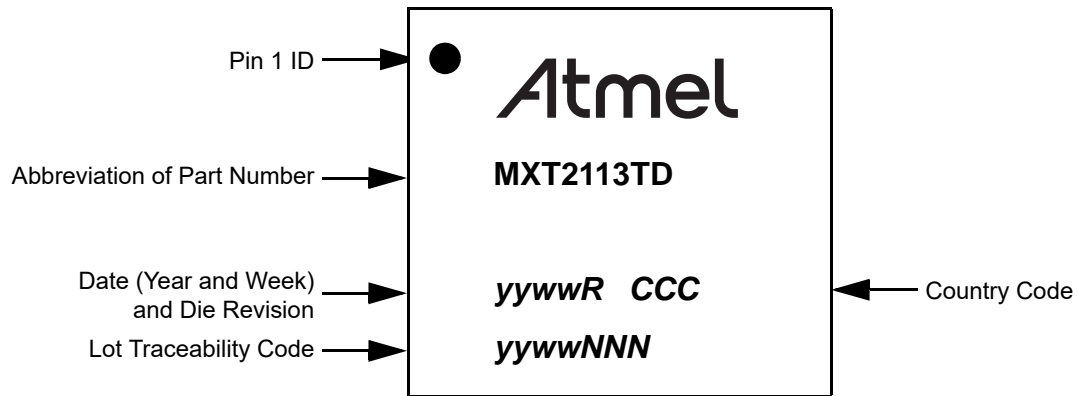 Pin 1 ID
Atmel
Abbreviation of Part Number
MXT2113TD
Date (Year and Week)
and Die Revision
yywwR CCC
Country Code
Lot Traceability Code
yywwNNN